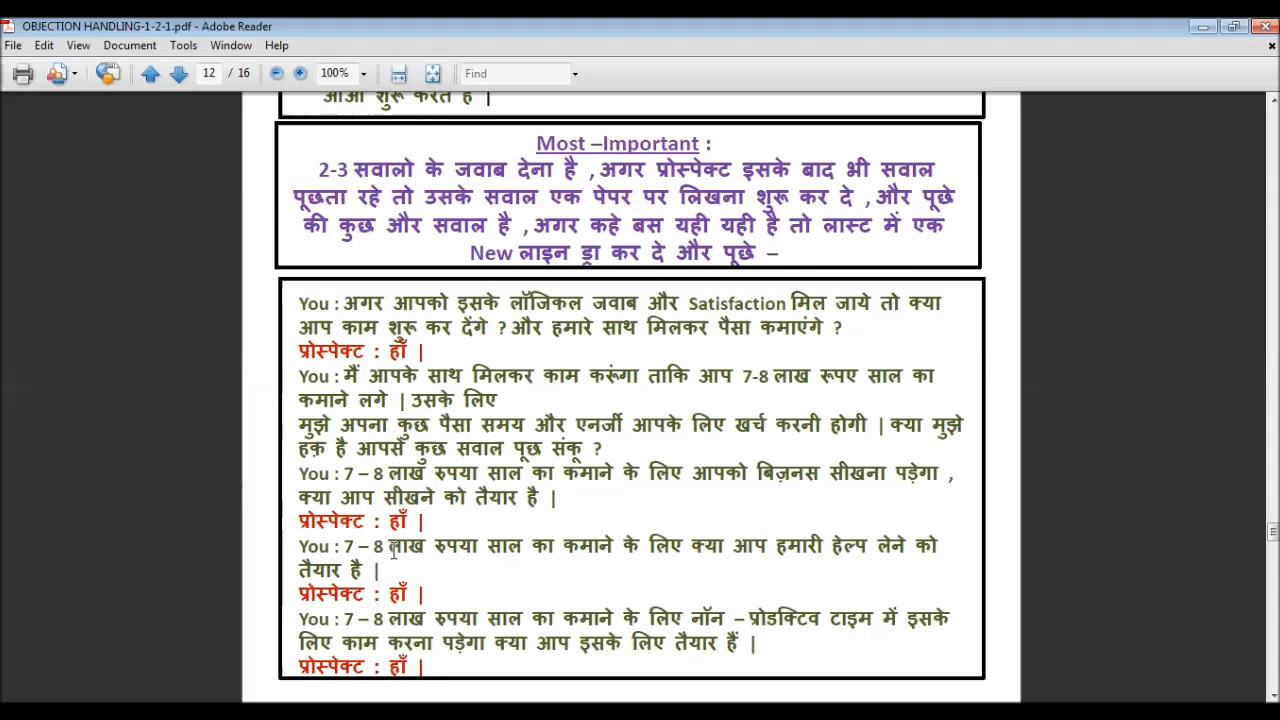 OBJECTION HANDLING-1-2-1.pdf - Adobe Reader
File Edit View Document Tools Window Help
12 / 16 100% Find
आओ शुरू करते है |
Most –Important :
2-3 सवालो के जवाब देना है ,अगर प्रोस्पेक्ट इसके बाद भी सवाल
पूछता रहे तो उसके सवाल एक पेपर पर लिखना शुरू कर दे ,और पूछे
की कुछ और सवाल है ,अगर कहे बस यही यही है तो लास्ट में एक
New लाइन ड्रा कर दे और पूछे –
You : अगर आपको इसके लॉजिकल जवाब और Satisfaction मिल जाये तो क्या
आप काम शुरू कर देंगे ? और हमारे साथ मिलकर पैसा कमाएंगे ?
प्रोस्पेक्ट : हाँ |
You : मैं आपके साथ मिलकर काम करूंगा ताकि आप 7-8 लाख रूपए साल का
कमाने लगे | उसके लिए
मुझे अपना कुछ पैसा समय और एनर्जी आपके लिए खर्च करनी होगी | क्या मुझे
हक़ है आपसे कुछ सवाल पूछ संकू ?
You : 7 – 8 लाख रुपया साल का कमाने के लिए आपको बिज़नस सीखना पड़ेगा ,
क्या आप सीखने को तैयार है |
प्रोस्पेक्ट : हाँ |
You : 7 – 8 लाख रुपया साल का कमाने के लिए क्या आप हमारी हेल्प लेने को
तैयार है |
प्रोस्पेक्ट : हाँ |
You : 7 – 8 लाख रुपया साल का कमाने के लिए नॉन – प्रोडक्टिव टाइम में इसके
लिए काम करना पड़ेगा क्या आप इसके लिए तैयार हैं |
प्रोस्पेक्ट : हाँ |